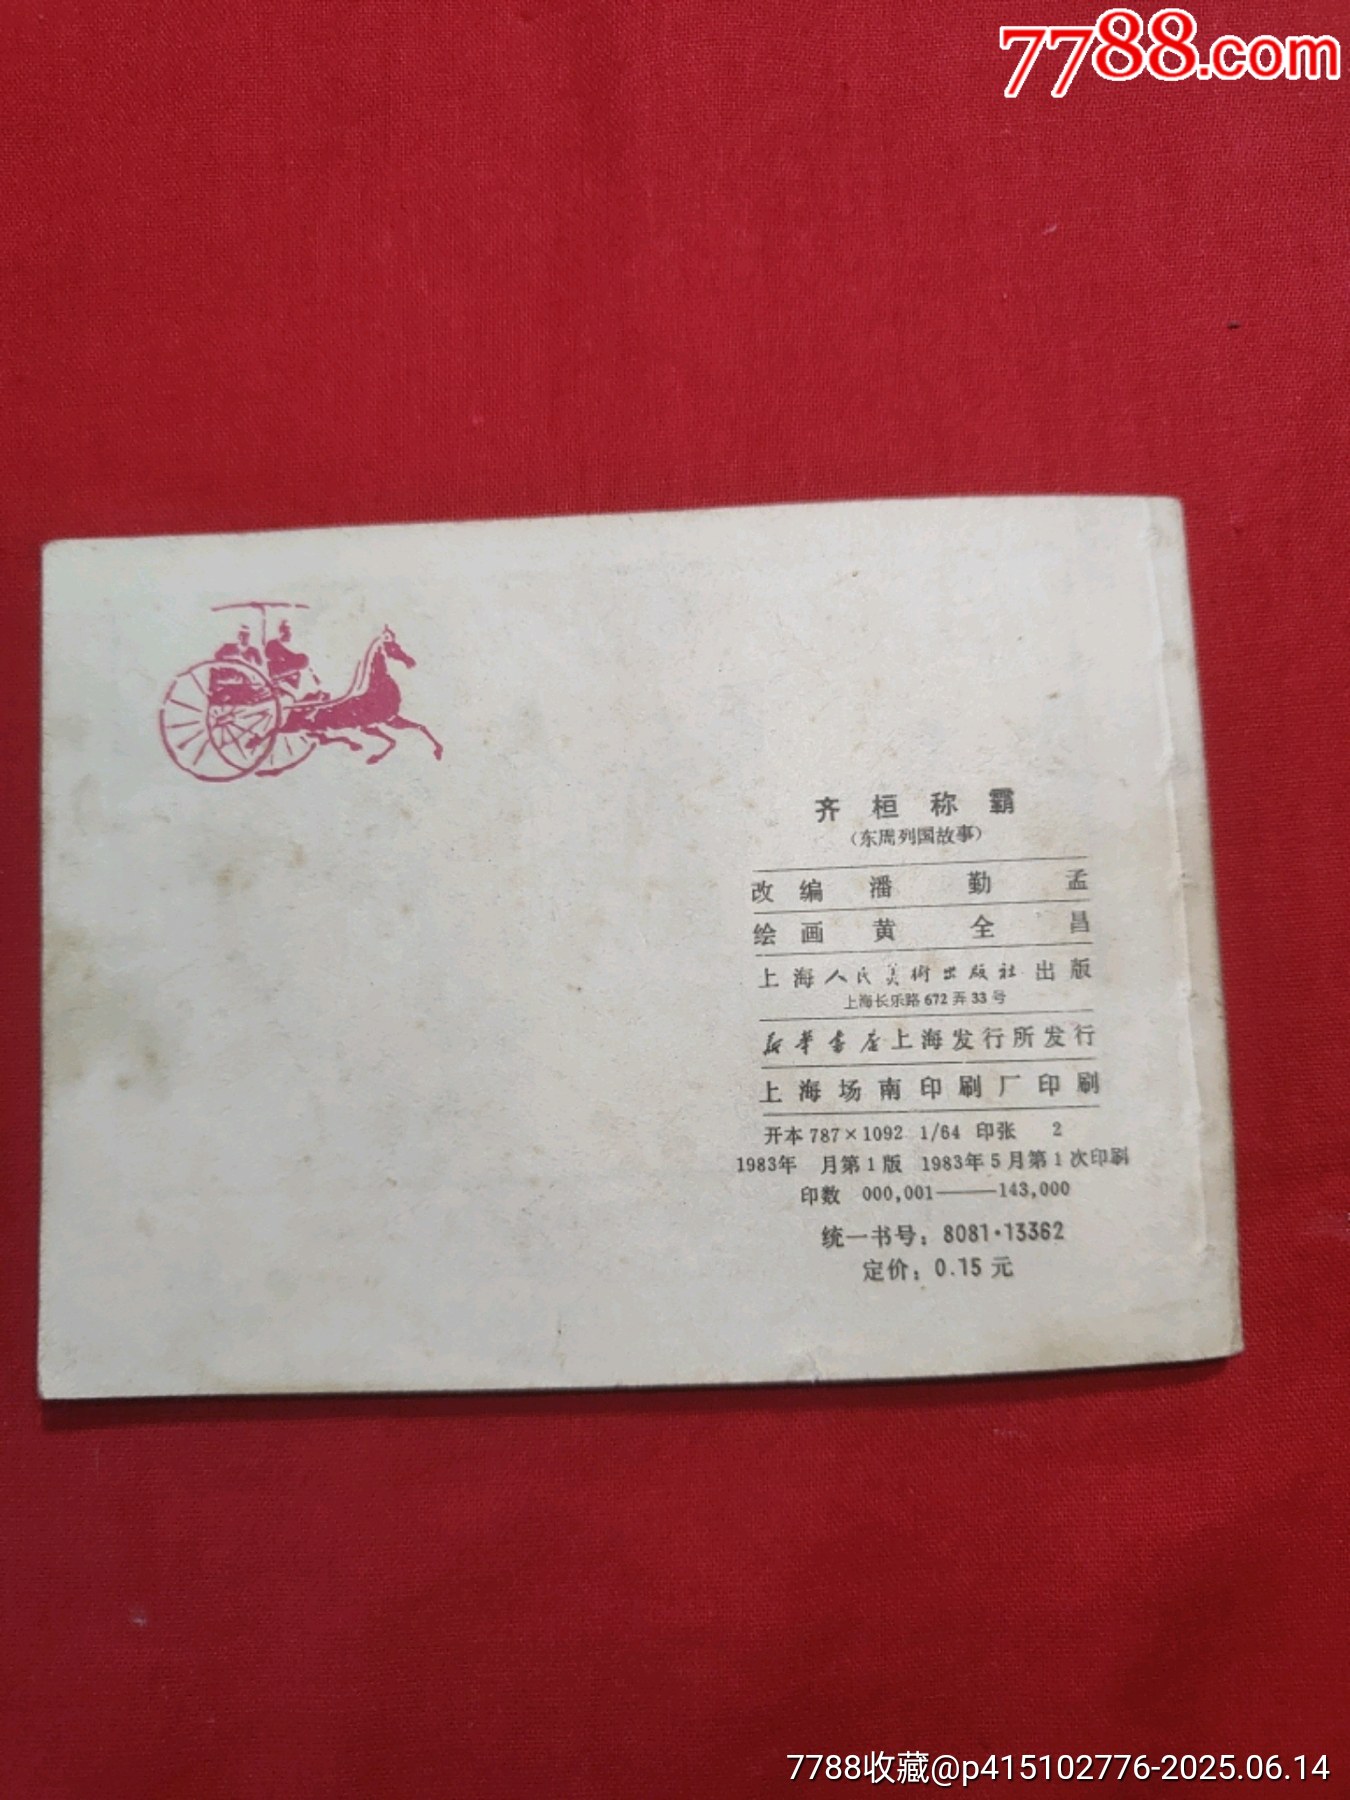 7788.com
齐桓称霸
（东周列国故事）
改编 潘勤孟
绘画 黄全昌
上海人民美術出版社出版
上海长乐路672弄33号
新华书店上海发行所发行
上海场南印刷厂印刷
开本 787×1092 1/64 印张 2
1983年 月第1版 1983年5月第1次印刷
印数 000,001——143,000
统一书号：8081·13362
定价：0.15元
7788收藏@p415102776-2025.06.14